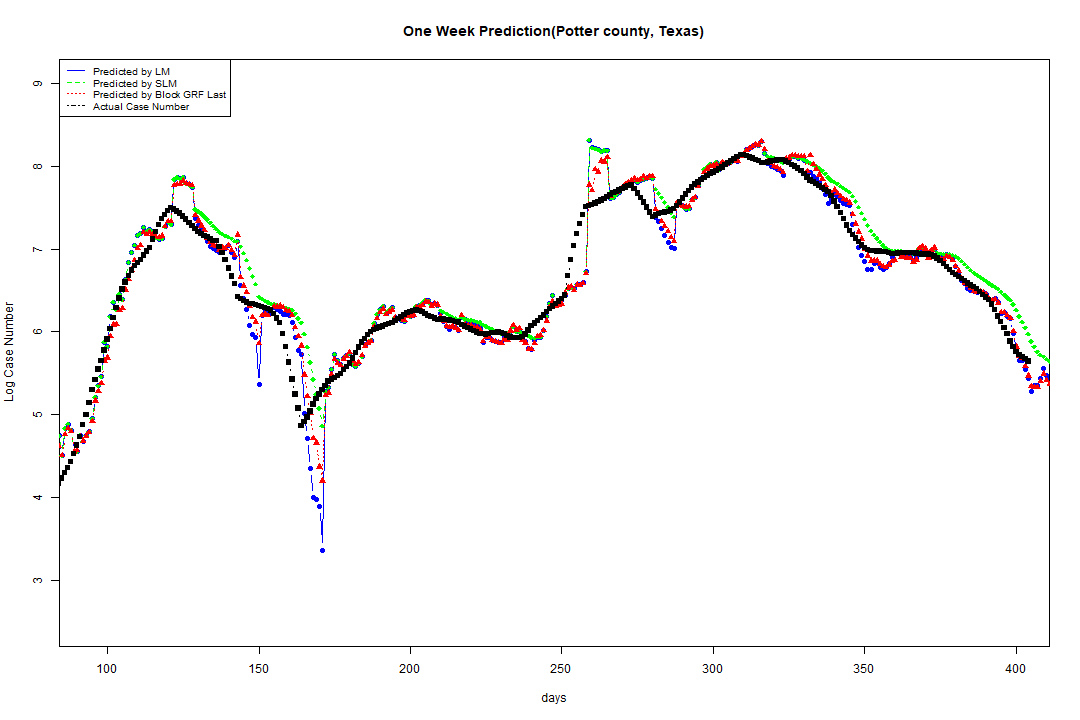 One Week Prediction(Potter county, Texas)
Predicted by LM
Predicted by SLM
Predicted by Block GRF Last
Actual Case Number
9
8
7
6
5
4
3
Log Case Number
100 150 200 250 300 350 400
days